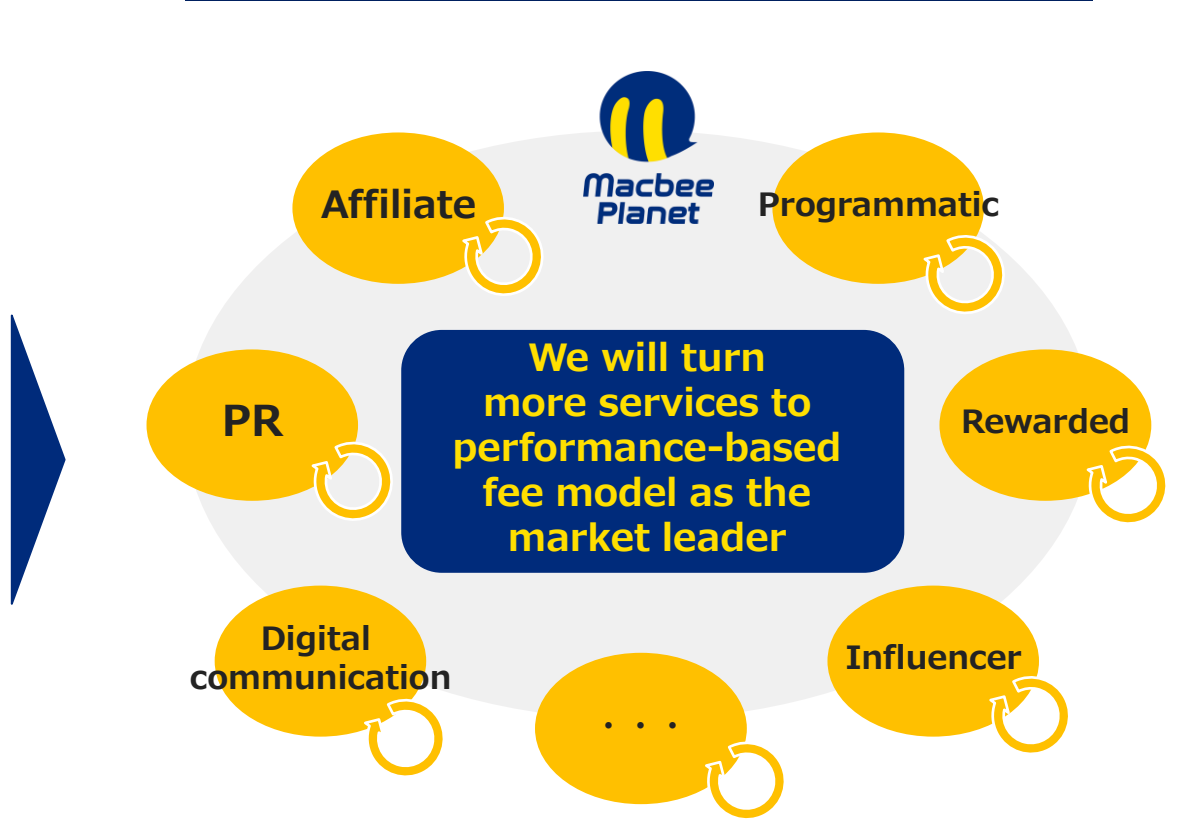 Macbee
Planet
Affiliate
Programmatic
We will turn
more services to
performance-based
fee model as the
market leader
PR
Rewarded
Digital
communication
Influencer
・・・